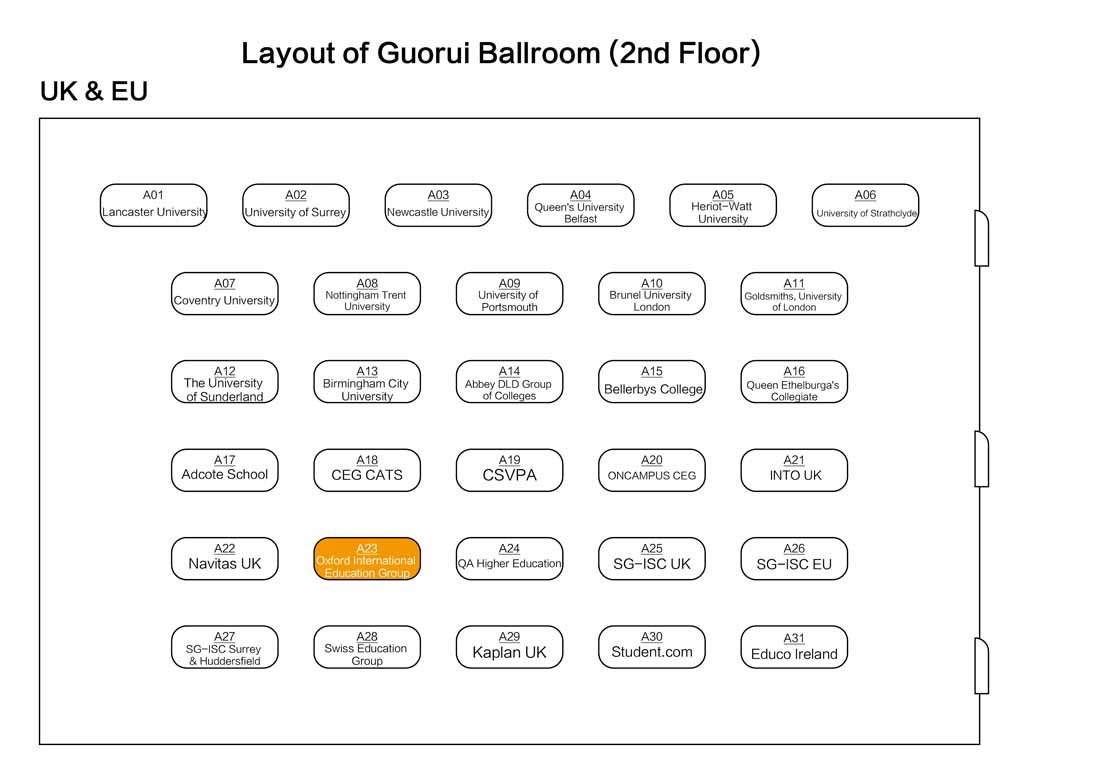 Layout of Guorui Ballroom (2nd Floor)
UK & EU
A01
Lancaster University
A02
University of Surrey
A03
Newcastle University
A04
Queen's University
Belfast
A05
Heriot-Watt
University
A06
University of Strathclyde
A07
Coventry University
A08
Nottingham Trent
University
A09
University of
Portsmouth
A10
Brunel University
London
A11
Goldsmiths, University
of London
A12
The University
of Sunderland
A13
Birmingham City
University
A14
Abbey DLD Group
of Colleges
A15
Bellerbys College
A16
Queen Ethelburga's
Collegiate
A17
Adcote School
A18
CEG CATS
A19
CSVPA
A20
ONCAMPUS CEG
A21
INTO UK
A22
Navitas UK
A23
Oxford International
Education Group
A24
QA Higher Education
A25
SG-ISC UK
A26
SG-ISC EU
A27
SG-ISC Surrey
& Huddersfield
A28
Swiss Education
Group
A29
Kaplan UK
A30
Student.com
A31
Educo Ireland